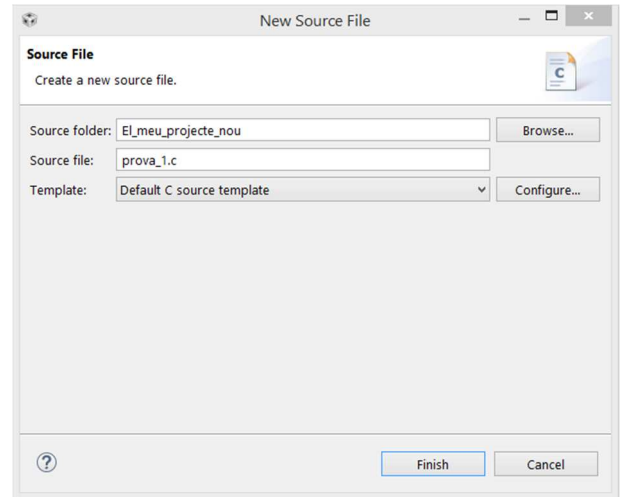 New Source File
Source File
Create a new source file.
C
Source folder: El_meu_projecte_nou Browse...
Source file: prova_1.c
Template: Default C source template Configure...
? Finish Cancel